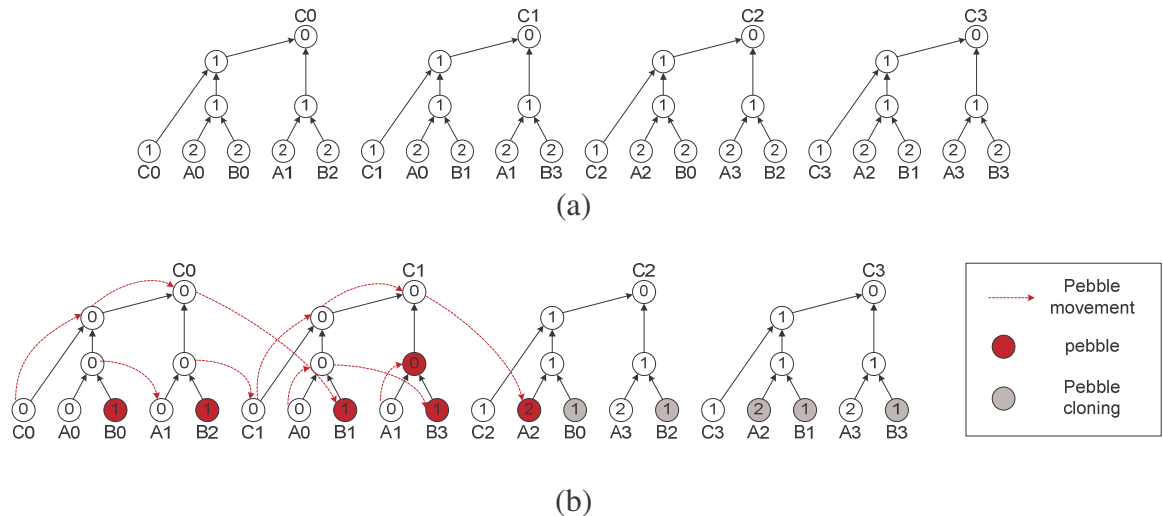 C0 C1 C2 C3
0 0 0 0
1 1 1 1
1 1 1 1 1 1 1 1
1 2 2 2 2 1 2 2 2 2 1 2 2 2 2 1 2 2 2 2
C0 A0 B0 A1 B2 C1 A0 B1 A1 B3 C2 A2 B0 A3 B2 C3 A2 B1 A3 B3
(a)
C0 C1 C2 C3
0 0 0 0
0 0 1 1
0 0 0 0 1 1 1 1
0 0 1 0 1 0 0 1 0 1 1 2 1 2 1 1 2 1 2 1
C0 A0 B0 A1 B2 C1 A0 B1 A1 B3 C2 A2 B0 A3 B2 C3 A2 B1 A3 B3
Pebble
movement
pebble
Pebble
cloning
(b)